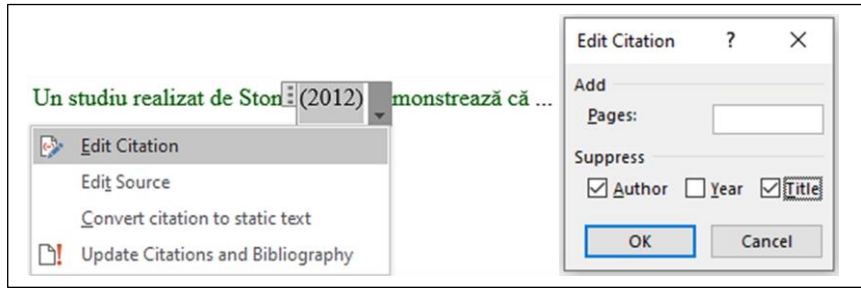 Un studiu realizat de Ston (2012) monstrează că ...
Edit Citation
Edit Source
Convert citation to static text
Update Citations and Bibliography
Edit Citation ? ×
Add
Pages:
Suppress
Author Year Title
OK Cancel